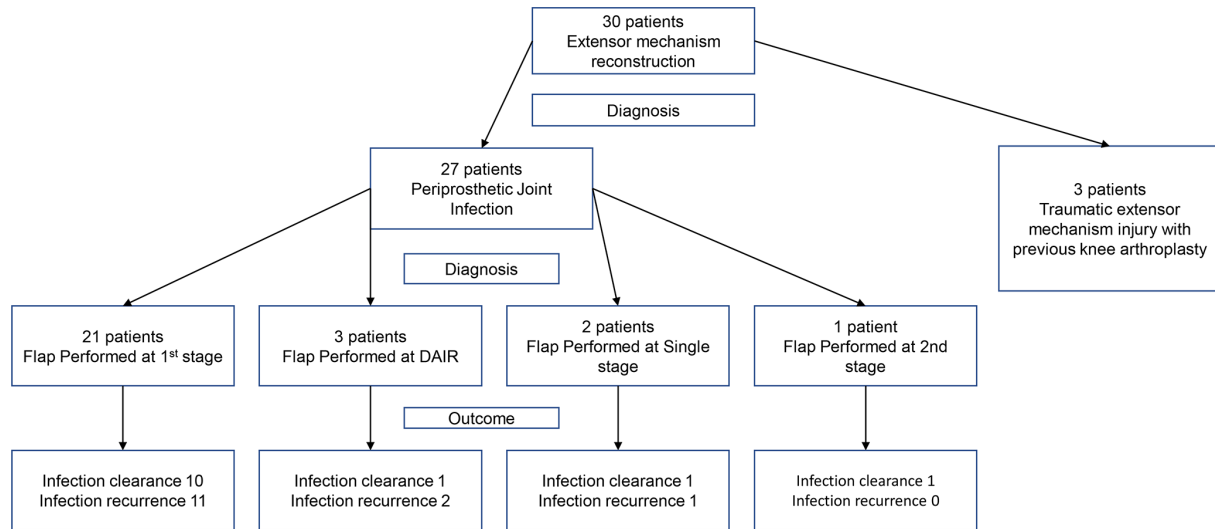 30 patients
Extensor mechanism
reconstruction
Diagnosis
27 patients
Periprosthetic Joint
Infection
3 patients
Traumatic extensor
mechanism injury with
previous knee arthroplasty
Diagnosis
21 patients
Flap Performed at 1st stage
3 patients
Flap Performed at DAIR
2 patients
Flap Performed at Single
stage
1 patient
Flap Performed at 2nd
stage
Outcome
Infection clearance 10
Infection recurrence 11
Infection clearance 1
Infection recurrence 2
Infection clearance 1
Infection recurrence 1
Infection clearance 1
Infection recurrence 0